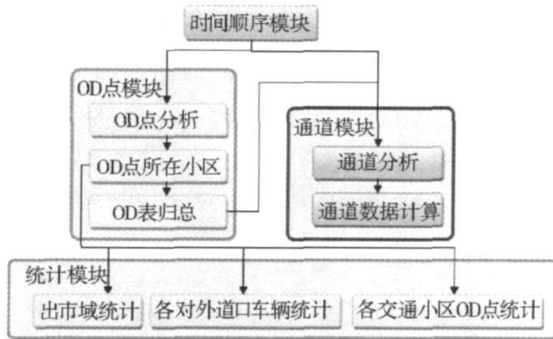 时间顺序模块
OD点模块
OD点分析
OD点所在小区
OD表归总
通道模块
通道分析
通道数据计算
统计模块
出市域统计
各对外道口车辆统计
各交通小区OD点统计